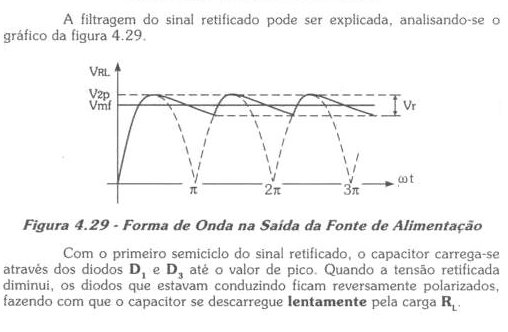 A filtragem do sinal retificado pode ser explicada, analisando-se o
gráfico da figura 4.29.
VRL
V2p
Vmf
Vr
ωt
π
2π
3π
Figura 4.29 - Forma de Onda na Saída da Fonte de Alimentação
Com o primeiro semiciclo do sinal retificado, o capacitor carrega-se
através dos diodos D₁ e D₃ até o valor de pico. Quando a tensão retificada
diminui, os diodos que estavam conduzindo ficam reversamente polarizados,
fazendo com que o capacitor se descarregue lentamente pela carga R_L.